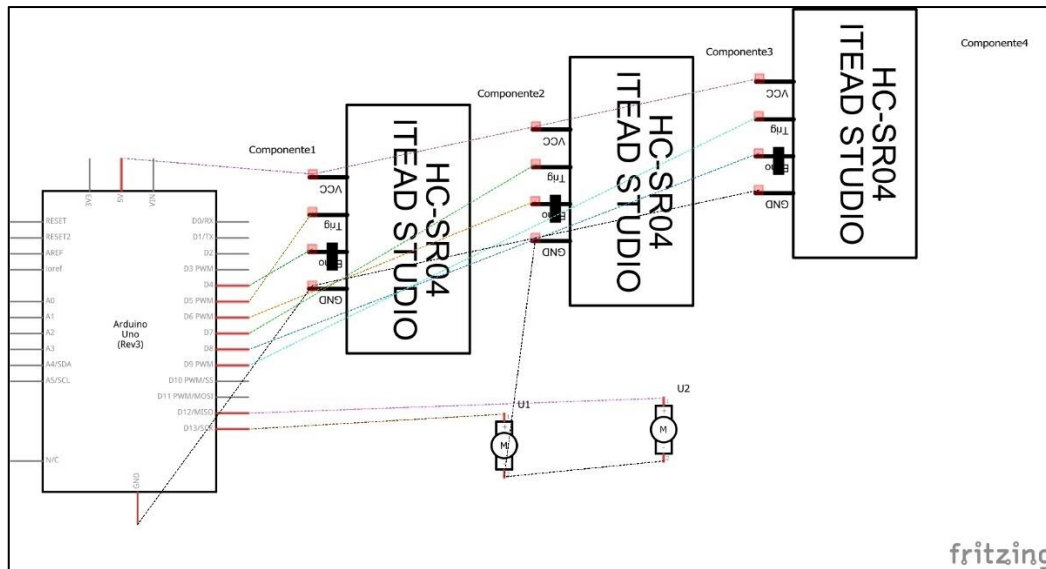 Componente4
Componente3
Componente2
Componente1
VCC
Trig
GND
HC-SR04
ITEAD STUDIO
VCC
Trig
GND
HC-SR04
ITEAD STUDIO
VCC
Trig
GND
HC-SR04
ITEAD STUDIO
3V3
5V
VIN
RESET
RESET2
AREF
Ioref
A0
A1
A2
A3
A4/SDA
A5/SCL
N/C
Arduino
Uno
(Rev3)
D0/RX
D1/TX
D2
D3 PWM
D4
D5 PWM
D6 PWM
D7
D8
D9 PWM
D10 PWM/SS
D11 PWM/MOSI
D12/MISO
D13/SCK
GND
U1
M
U2
M
fritzing